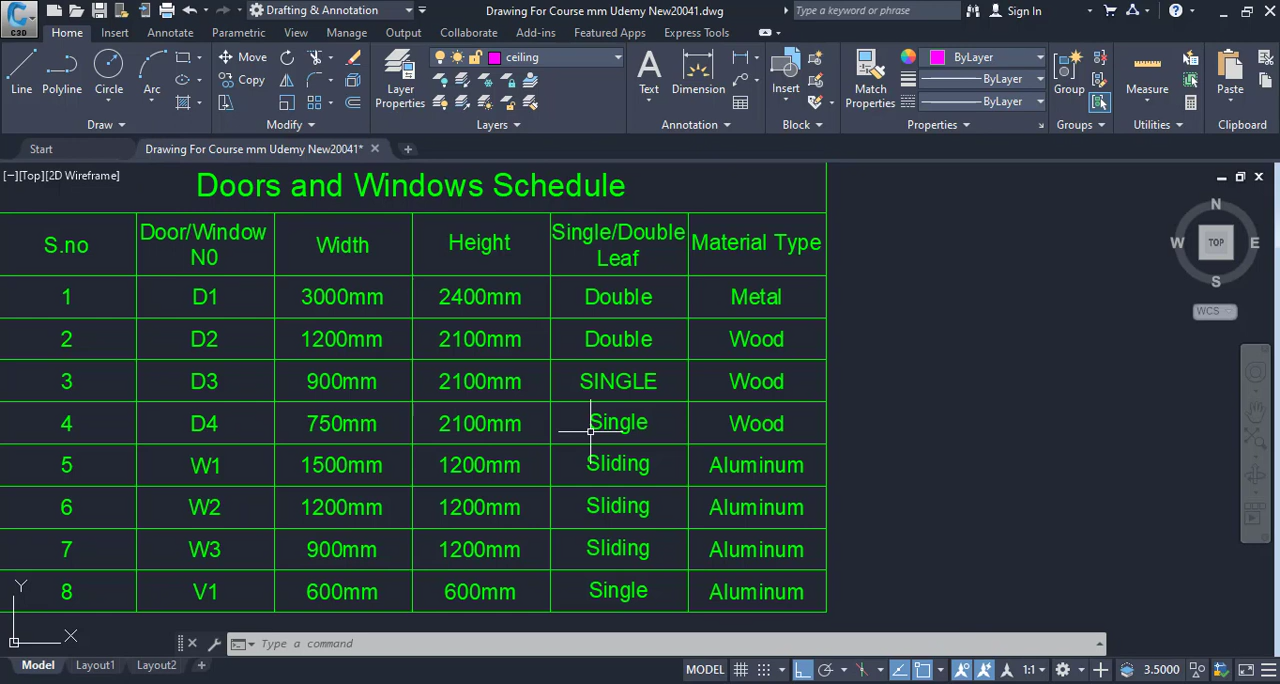 C3D
Drafting & Annotation
Drawing For Course mm Udemy New20041.dwg
Type a keyword or phrase
Sign In
Home Insert Annotate Parametric View Manage Output Collaborate Add-ins Featured Apps Express Tools
Line
Polyline
Circle
Arc
Draw
Move
Copy
Modify
Layer
Properties
ceiling
Layers
Text
Dimension
Annotation
Insert
Block
Match
Properties
ByLayer
ByLayer
ByLayer
Properties
Group
Groups
Measure
Utilities
Paste
Clipboard
Start
Drawing For Course mm Udemy New20041*
[−][Top][2D Wireframe]
N
W TOP E
S
WCS
Doors and Windows Schedule
S.no Door/Window N0 Width Height Single/Double Leaf Material Type
1 D1 3000mm 2400mm Double Metal
2 D2 1200mm 2100mm Double Wood
3 D3 900mm 2100mm SINGLE Wood
4 D4 750mm 2100mm Single Wood
5 W1 1500mm 1200mm Sliding Aluminum
6 W2 1200mm 1200mm Sliding Aluminum
7 W3 900mm 1200mm Sliding Aluminum
8 V1 600mm 600mm Single Aluminum
Y
X
Type a command
Model Layout1 Layout2
MODEL 1:1 3.5000